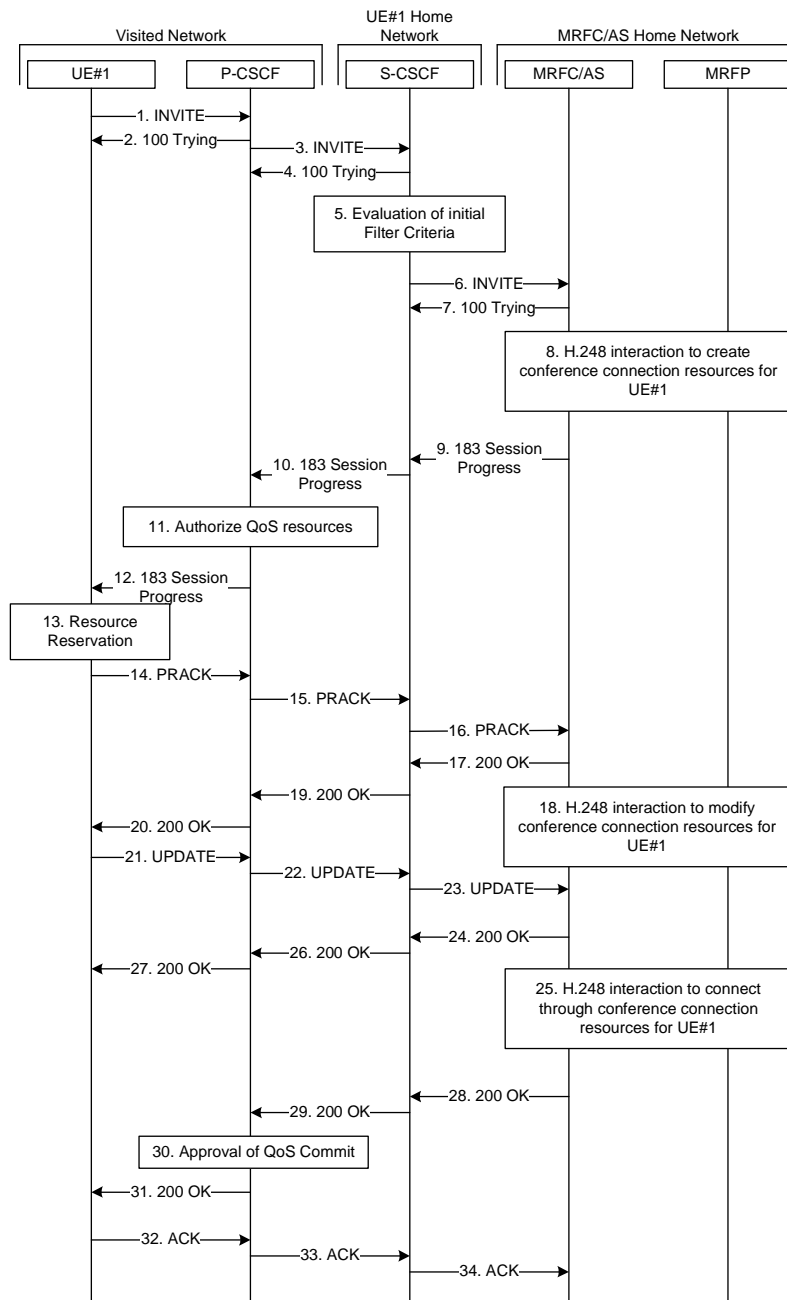 UE#1 Home
Network
Visited Network
MRFC/AS Home Network
UE#1
P-CSCF
S-CSCF
MRFC/AS
MRFP
1. INVITE
2. 100 Trying
3. INVITE
4. 100 Trying
5. Evaluation of initial
Filter Criteria
6. INVITE
7. 100 Trying
8. H.248 interaction to create
conference connection resources for
UE#1
9. 183 Session
Progress
10. 183 Session
Progress
11. Authorize QoS resources
12. 183 Session
Progress
13. Resource
Reservation
14. PRACK
15. PRACK
16. PRACK
17. 200 OK
18. H.248 interaction to modify
conference connection resources for
UE#1
19. 200 OK
20. 200 OK
21. UPDATE
22. UPDATE
23. UPDATE
24. 200 OK
25. H.248 interaction to connect
through conference connection
resources for UE#1
26. 200 OK
27. 200 OK
28. 200 OK
29. 200 OK
30. Approval of QoS Commit
31. 200 OK
32. ACK
33. ACK
34. ACK